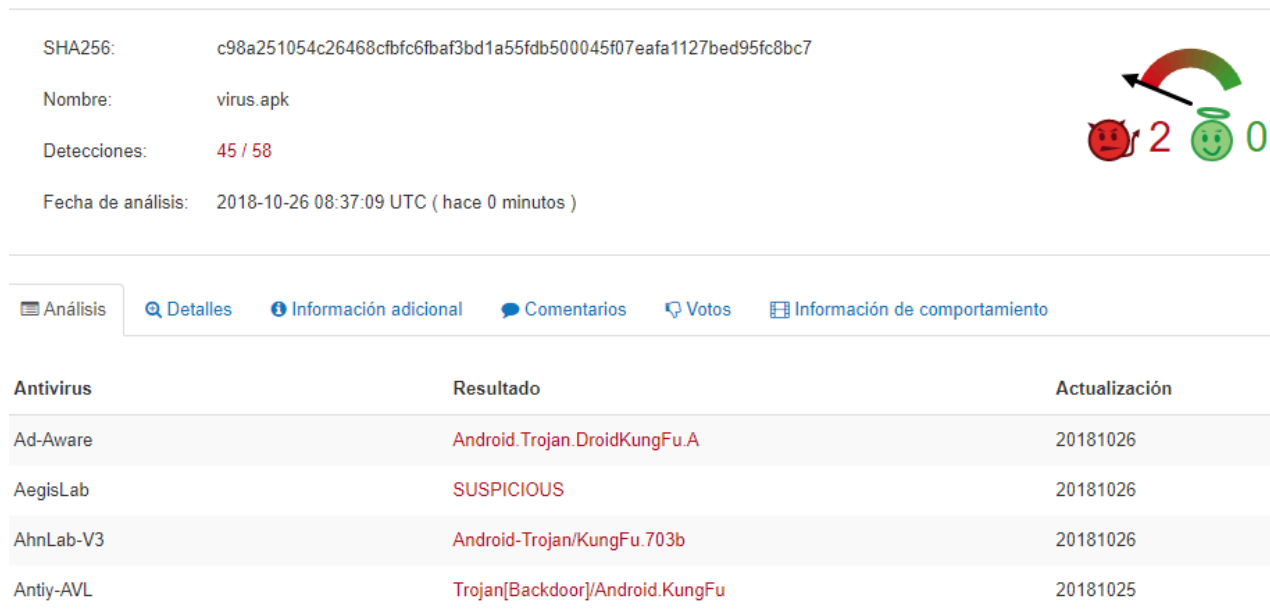 SHA256: c98a251054c26468cfbfc6fbaf3bd1a55fdb500045f07eafa1127bed95fc8bc7
Nombre: virus.apk
Detecciones: 45 / 58
Fecha de análisis: 2018-10-26 08:37:09 UTC ( hace 0 minutos )
2 0
Análisis Detalles Información adicional Comentarios Votos Información de comportamiento
Antivirus Resultado Actualización
Ad-Aware Android.Trojan.DroidKungFu.A 20181026
AegisLab SUSPICIOUS 20181026
AhnLab-V3 Android-Trojan/KungFu.703b 20181026
Antiy-AVL Trojan[Backdoor]/Android.KungFu 20181025